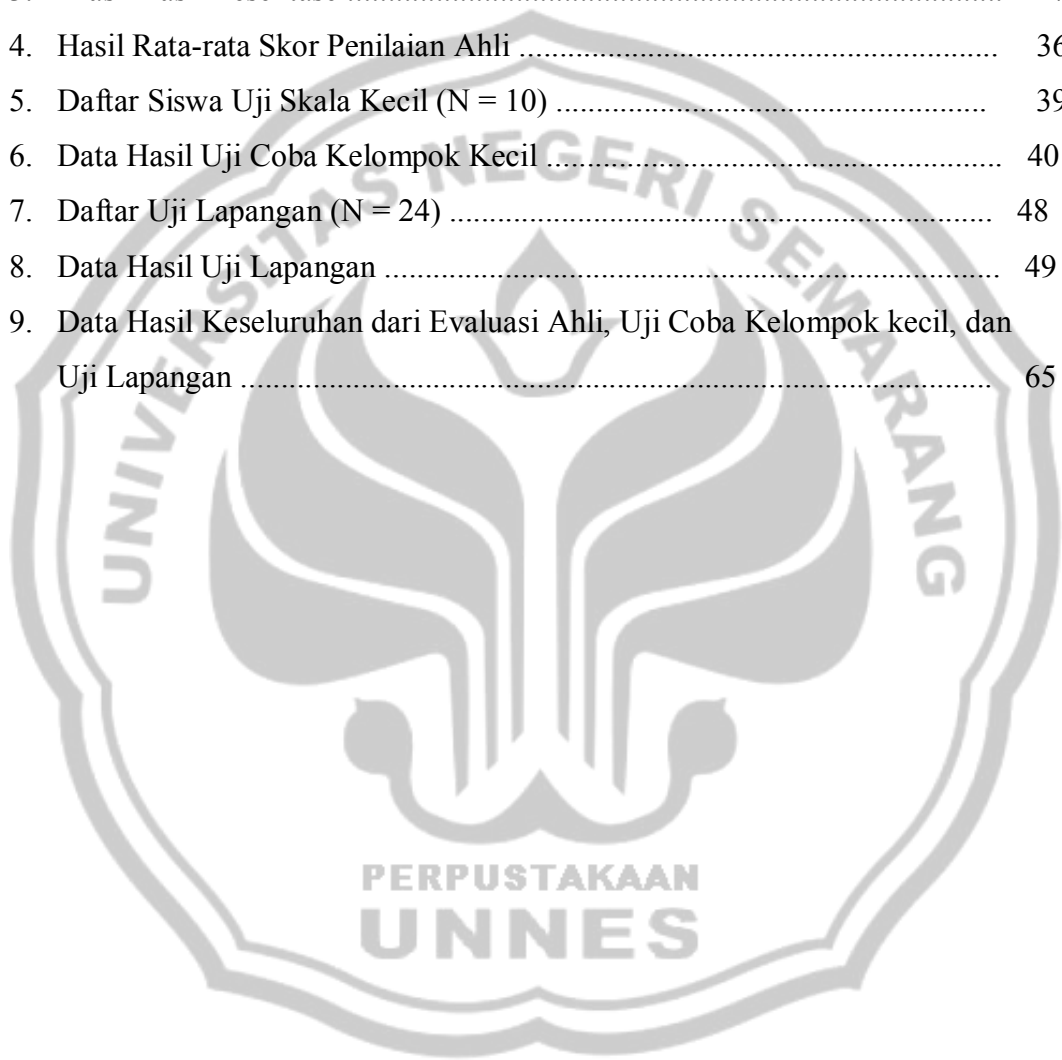 4. Hasil Rata-rata Skor Penilaian Ahli ................................................................ 36
5. Daftar Siswa Uji Skala Kecil (N = 10) .......................................................... 39
6. Data Hasil Uji Coba Kelompok Kecil ............................................................. 40
7. Daftar Uji Lapangan (N = 24) ......................................................................... 48
8. Data Hasil Uji Lapangan .................................................................................. 49
9. Data Hasil Keseluruhan dari Evaluasi Ahli, Uji Coba Kelompok kecil, dan
Uji Lapangan .................................................................................................... 65
UNIVERSITAS NEGERI SEMARANG
PERPUSTAKAAN
UNNES